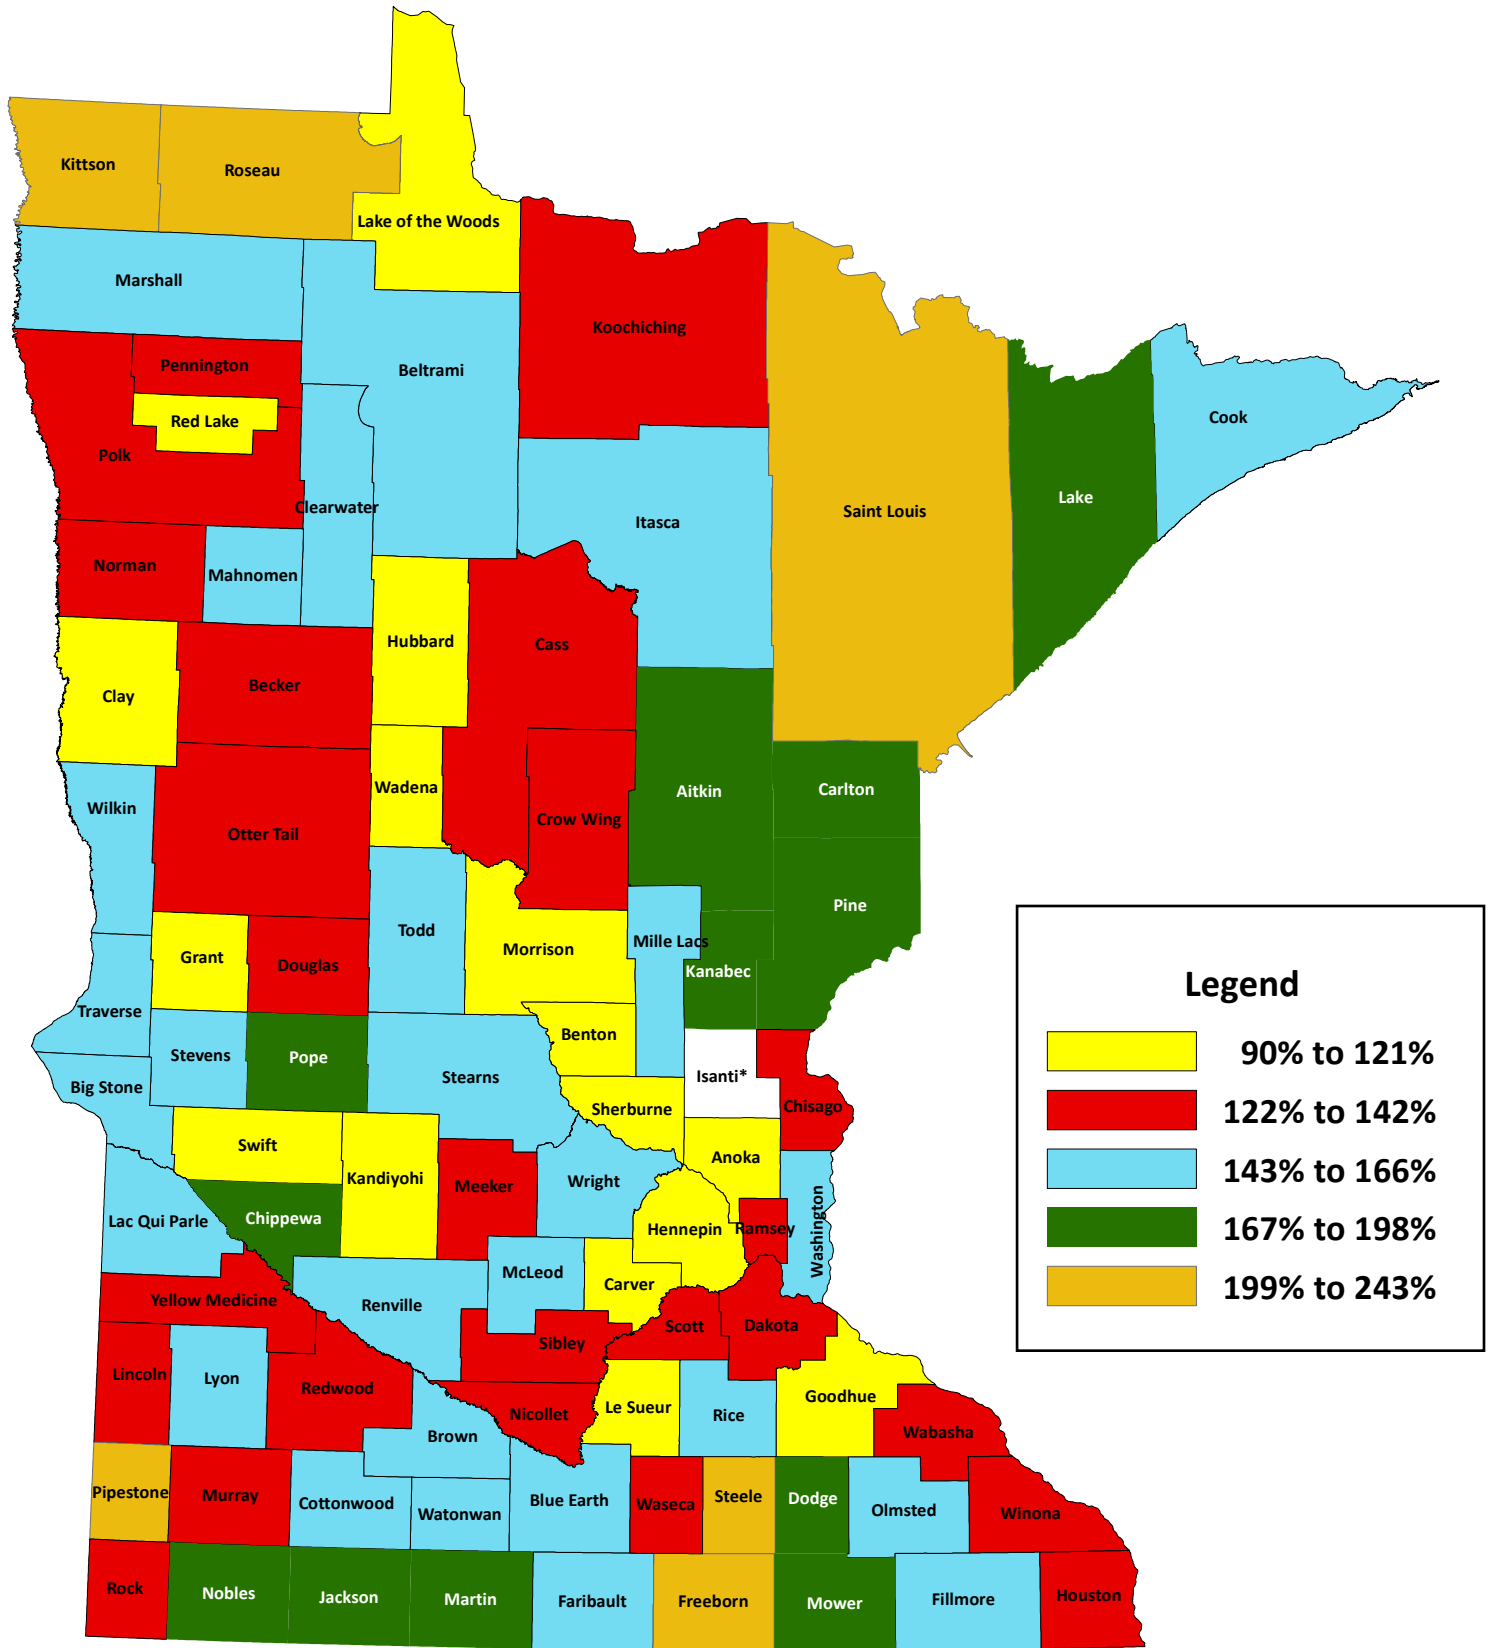 Kittson
Roseau
Lake of the Woods
Marshall
Koochiching
Pennington
Beltrami
Red Lake
Cook
Polk
Lake
Clearwater
Saint Louis
Itasca
Norman
Mahnomen
Hubbard
Cass
Becker
Clay
Wadena
Aitkin
Carlton
Wilkin
Crow Wing
Otter Tail
Pine
Todd
Mille Lacs
Morrison
Grant
Douglas
Kanabec
Traverse
Benton
Stevens
Pope
Isanti*
Stearns
Big Stone
Chisago
Sherburne
Swift
Anoka
Kandiyohi
Wright
Meeker
Lac Qui Parle
Chippewa
Hennepin
Ramsey
Washington
McLeod
Carver
Yellow Medicine
Renville
Scott
Dakota
Sibley
Lincoln
Lyon
Redwood
Goodhue
Le Sueur
Nicollet
Rice
Wabasha
Brown
Pipestone
Murray
Steele
Dodge
Blue Earth
Cottonwood
Waseca
Olmsted
Winona
Watonwan
Rock
Nobles
Jackson
Martin
Faribault
Freeborn
Mower
Fillmore
Houston
Legend
90% to 121%
122% to 142%
143% to 166%
167% to 198%
199% to 243%